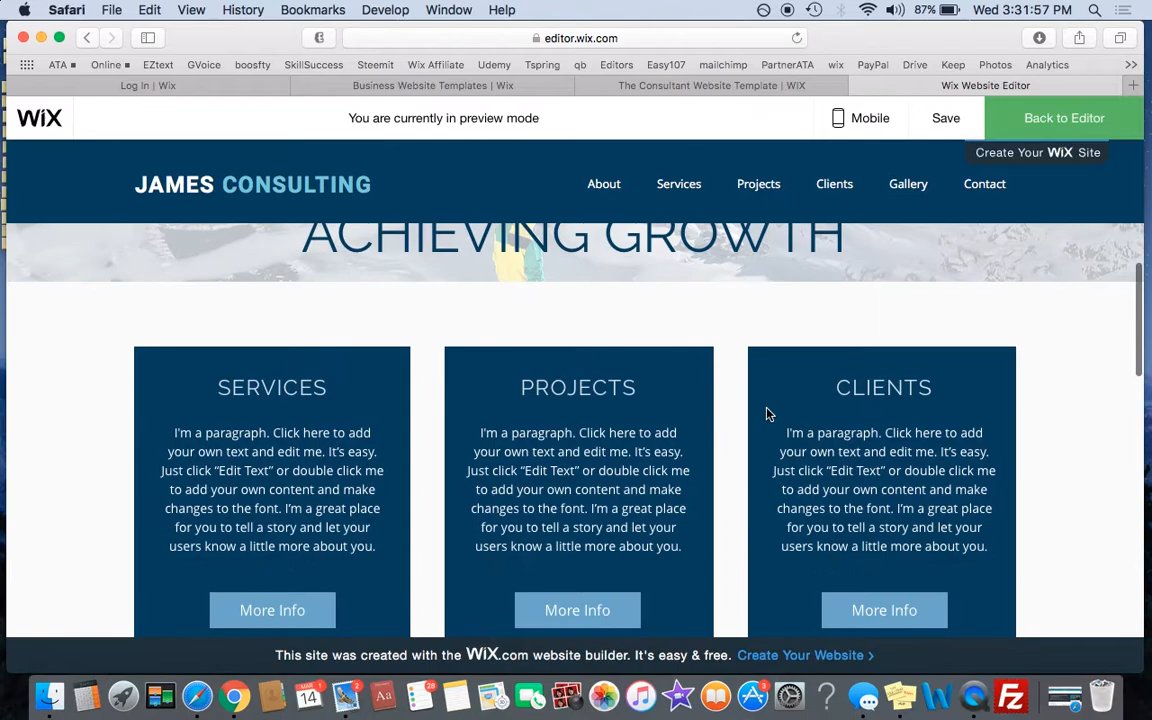 Safari File Edit View History Bookmarks Develop Window Help 87% Wed 3:31:57 PM
editor.wix.com
ATA Online EZtext GVoice boosfty SkillSuccess Steemit Wix Affiliate Udemy Tspring qb Editors Easy107 mailchimp PartnerATA wix PayPal Drive Keep Photos Analytics
Log In | Wix Business Website Templates | Wix The Consultant Website Template | WIX Wix Website Editor
WiX You are currently in preview mode Mobile Save Back to Editor
Create Your WiX Site
JAMES CONSULTING About Services Projects Clients Gallery Contact
ACHIEVING GROWTH
SERVICES
I'm a paragraph. Click here to add
your own text and edit me. It's easy.
Just click “Edit Text” or double click me
to add your own content and make
changes to the font. I'm a great place
for you to tell a story and let your
users know a little more about you.
More Info
PROJECTS
I'm a paragraph. Click here to add
your own text and edit me. It's easy.
Just click “Edit Text” or double click me
to add your own content and make
changes to the font. I'm a great place
for you to tell a story and let your
users know a little more about you.
More Info
CLIENTS
I'm a paragraph. Click here to add
your own text and edit me. It's easy.
Just click “Edit Text” or double click me
to add your own content and make
changes to the font. I'm a great place
for you to tell a story and let your
users know a little more about you.
More Info
This site was created with the WiX.com website builder. It's easy & free. Create Your Website >